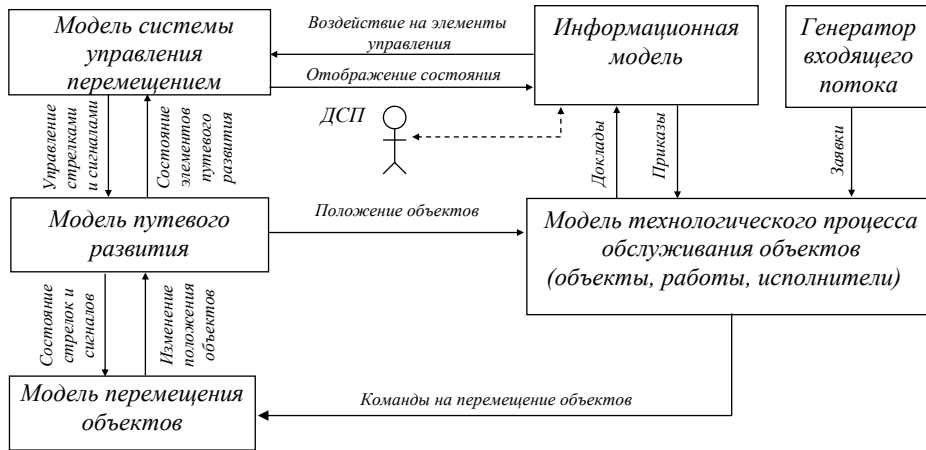 Модель системы
управления
перемещением
Воздействие на элементы
управления
Отображение состояния
Информационная
модель
Генератор
входящего
потока
ДСП
Управление
стрелками
и сигналами
Состояние
элементов
путевого
развития
Доклады
Приказы
Заявки
Модель путевого
развития
Положение объектов
Модель технологического процесса
обслуживания объектов
(объекты, работы, исполнители)
Состояние
стрелок и
сигналов
Изменение
положения
объектов
Модель перемещения
объектов
Команды на перемещение объектов